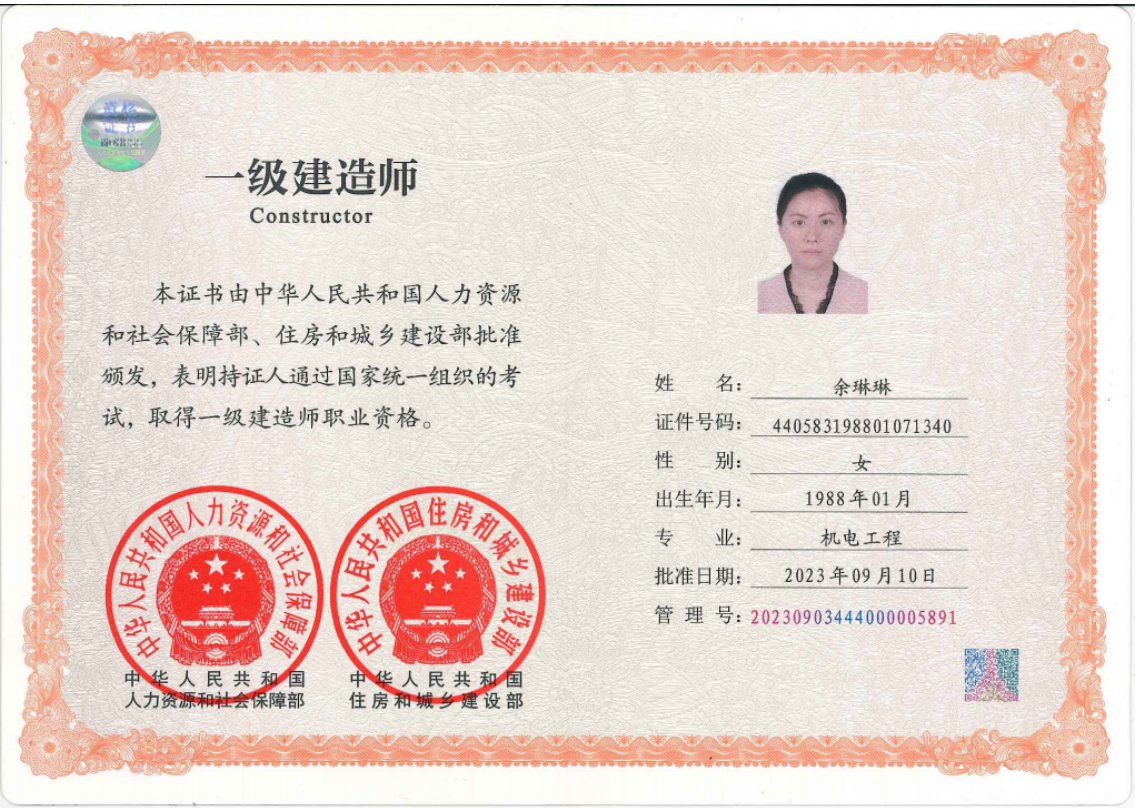 一级建造师
Constructor
本证书由中华人民共和国人力资源
和社会保障部、住房和城乡建设部批准
颁发，表明持证人通过国家统一组织的考
试，取得一级建造师职业资格。
中华人民共和国人力资源和社会保障部
中华人民共和国住房和城乡建设部
中华人民共和国
人力资源和社会保障部
中华人民共和国
住房和城乡建设部
姓 名：余琳琳
证件号码：440583198801071340
性 别：女
出生年月：1988年01月
专 业：机电工程
批准日期：2023年09月10日
管 理 号：20230903444000005891